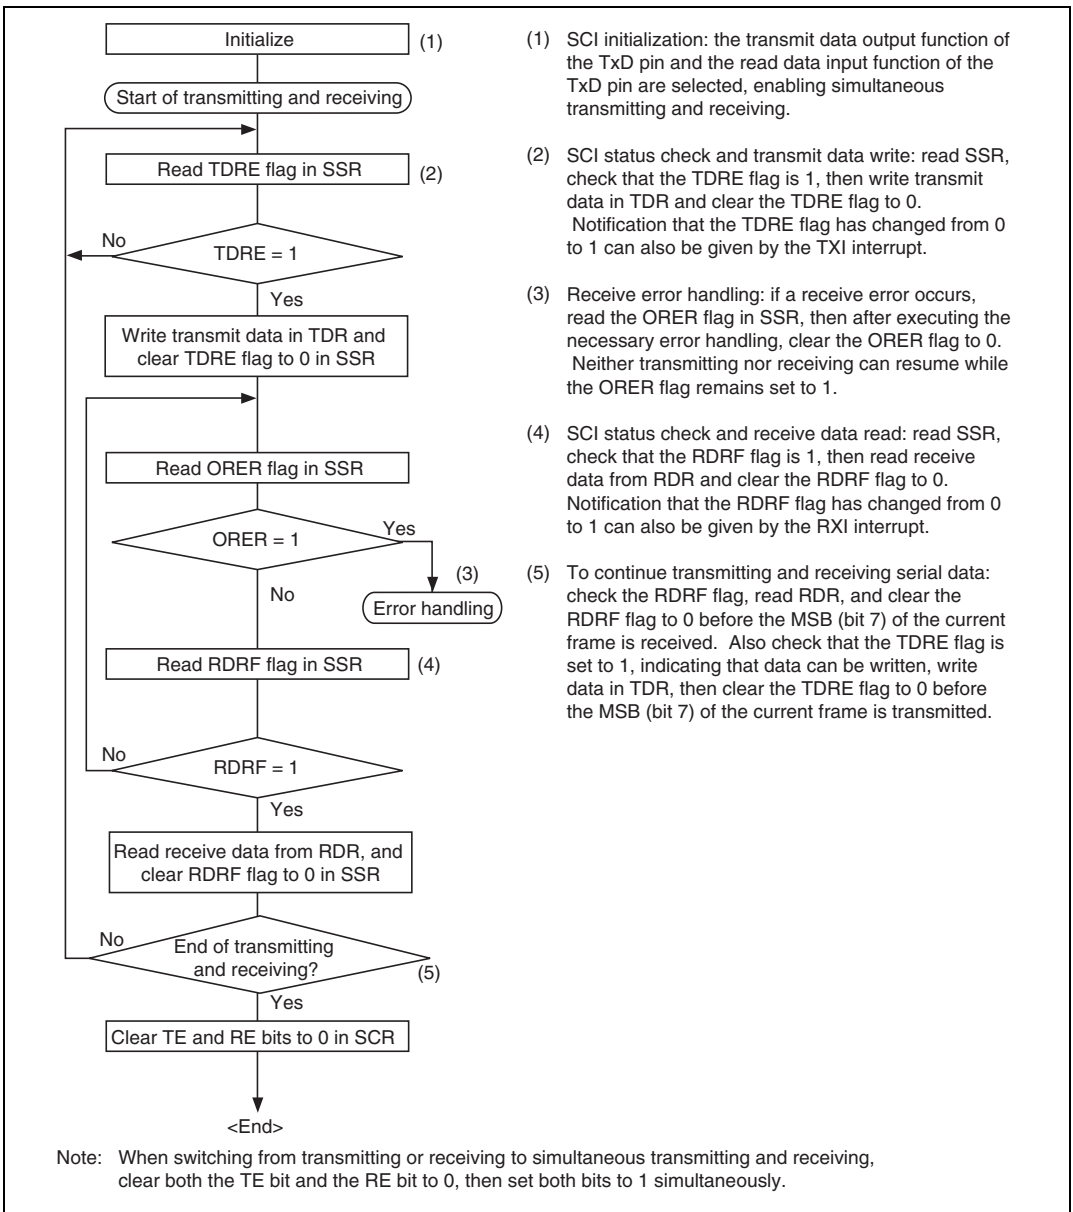 Initialize
(1)
Start of transmitting and receiving
Read TDRE flag in SSR
(2)
No
TDRE = 1
Yes
Write transmit data in TDR and
clear TDRE flag to 0 in SSR
Read ORER flag in SSR
ORER = 1
Yes
(3)
No
Error handling
Read RDRF flag in SSR
(4)
No
RDRF = 1
Yes
Read receive data from RDR, and
clear RDRF flag to 0 in SSR
No
End of transmitting
and receiving?
(5)
Yes
Clear TE and RE bits to 0 in SCR
<End>
(1) SCI initialization: the transmit data output function of
the TxD pin and the read data input function of the
TxD pin are selected, enabling simultaneous
transmitting and receiving.
(2) SCI status check and transmit data write: read SSR,
check that the TDRE flag is 1, then write transmit
data in TDR and clear the TDRE flag to 0.
Notification that the TDRE flag has changed from 0
to 1 can also be given by the TXI interrupt.
(3) Receive error handling: if a receive error occurs,
read the ORER flag in SSR, then after executing the
necessary error handling, clear the ORER flag to 0.
Neither transmitting nor receiving can resume while
the ORER flag remains set to 1.
(4) SCI status check and receive data read: read SSR,
check that the RDRF flag is 1, then read receive
data from RDR and clear the RDRF flag to 0.
Notification that the RDRF flag has changed from 0
to 1 can also be given by the RXI interrupt.
(5) To continue transmitting and receiving serial data:
check the RDRF flag, read RDR, and clear the
RDRF flag to 0 before the MSB (bit 7) of the current
frame is received. Also check that the TDRE flag is
set to 1, indicating that data can be written, write
data in TDR, then clear the TDRE flag to 0 before
the MSB (bit 7) of the current frame is transmitted.
Note: When switching from transmitting or receiving to simultaneous transmitting and receiving,
clear both the TE bit and the RE bit to 0, then set both bits to 1 simultaneously.